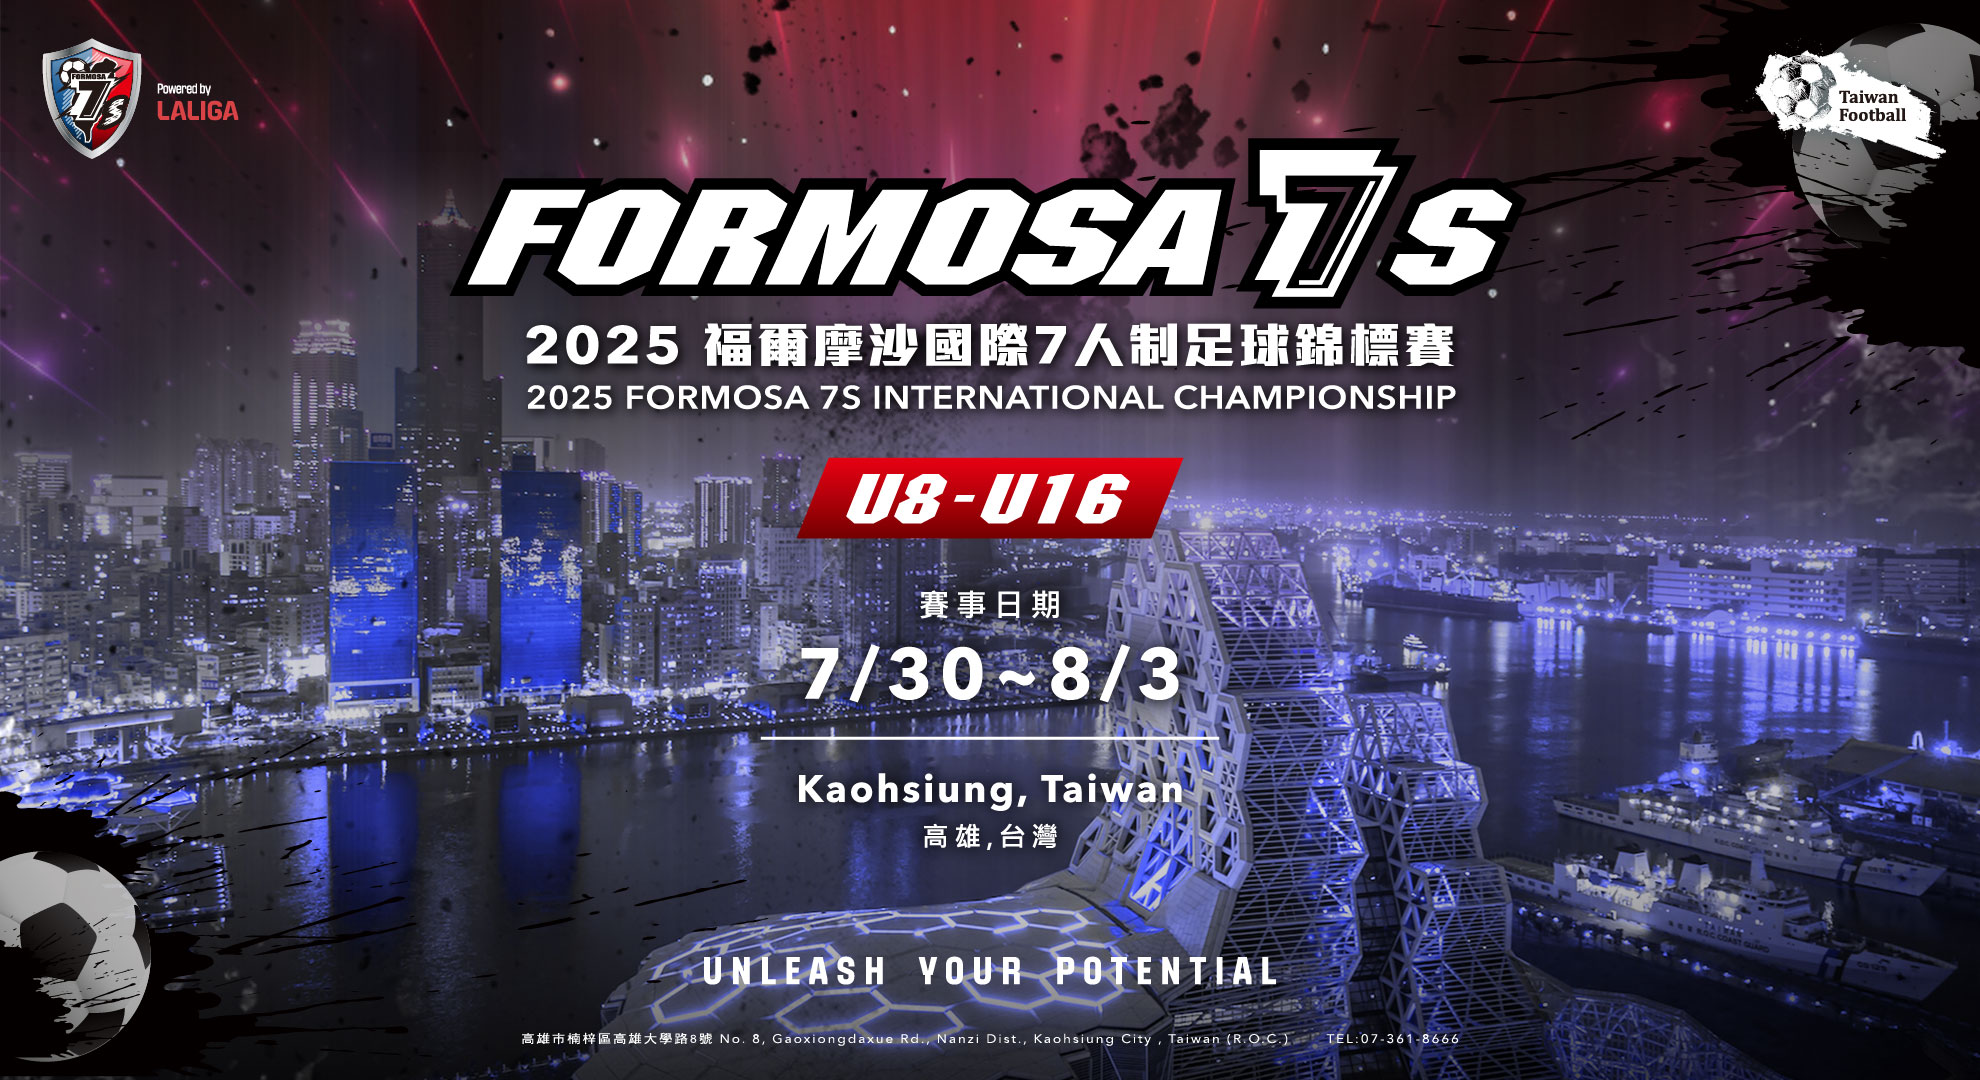 FORMOSA 7S
Powered by
LALIGA
Taiwan
Football
FORMOSA 7S
2025 福爾摩沙國際7人制足球錦標賽
2025 FORMOSA 7S INTERNATIONAL CHAMPIONSHIP
U8-U16
賽事日期
7/30~8/3
Kaohsiung, Taiwan
高雄,台灣
UNLEASH YOUR POTENTIAL
高雄市楠梓區高雄大學路8號 No. 8, Gaoxiongdaxue Rd., Nanzi Dist., Kaohsiung City , Taiwan (R.O.C.) TEL:07-361-8666